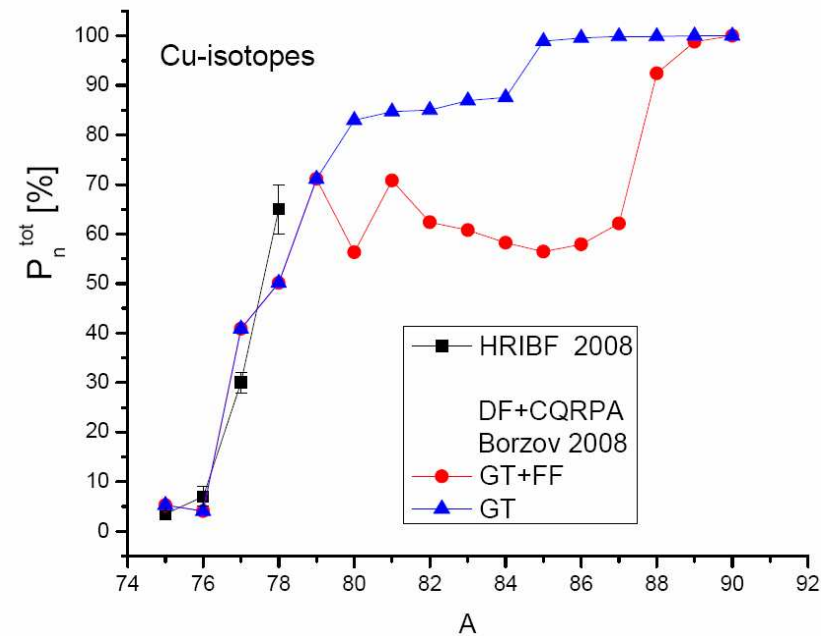 Cu-isotopes
P_n^tot [%]
100
90
80
70
60
50
40
30
20
10
0
HRIBF 2008
DF+CQRPA
Borzov 2008
GT+FF
GT
74 76 78 80 82 84 86 88 90 92
A